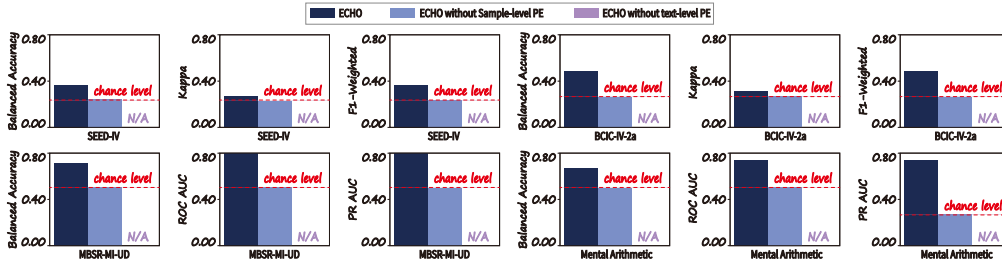 ECHO ECHO without Sample-level PE ECHO without text-level PE
Balanced Accuracy 0.80 0.40 0.00 chance level N/A SEED-IV
Kappa 0.80 0.40 0.00 chance level N/A SEED-IV
F1-Weighted 0.80 0.40 0.00 chance level N/A SEED-IV
Balanced Accuracy 0.80 0.40 0.00 chance level N/A BCIC-IV-2a
Kappa 0.80 0.40 0.00 chance level N/A BCIC-IV-2a
F1-Weighted 0.80 0.40 0.00 chance level N/A BCIC-IV-2a
Balanced Accuracy 0.80 0.40 0.00 chance level N/A MBSR-MI-UD
ROC AUC 0.80 0.40 0.00 chance level N/A MBSR-MI-UD
PR AUC 0.80 0.40 0.00 chance level N/A MBSR-MI-UD
Balanced Accuracy 0.80 0.40 0.00 chance level N/A Mental Arithmetic
ROC AUC 0.80 0.40 0.00 chance level N/A Mental Arithmetic
PR AUC 0.80 0.40 0.00 chance level N/A Mental Arithmetic